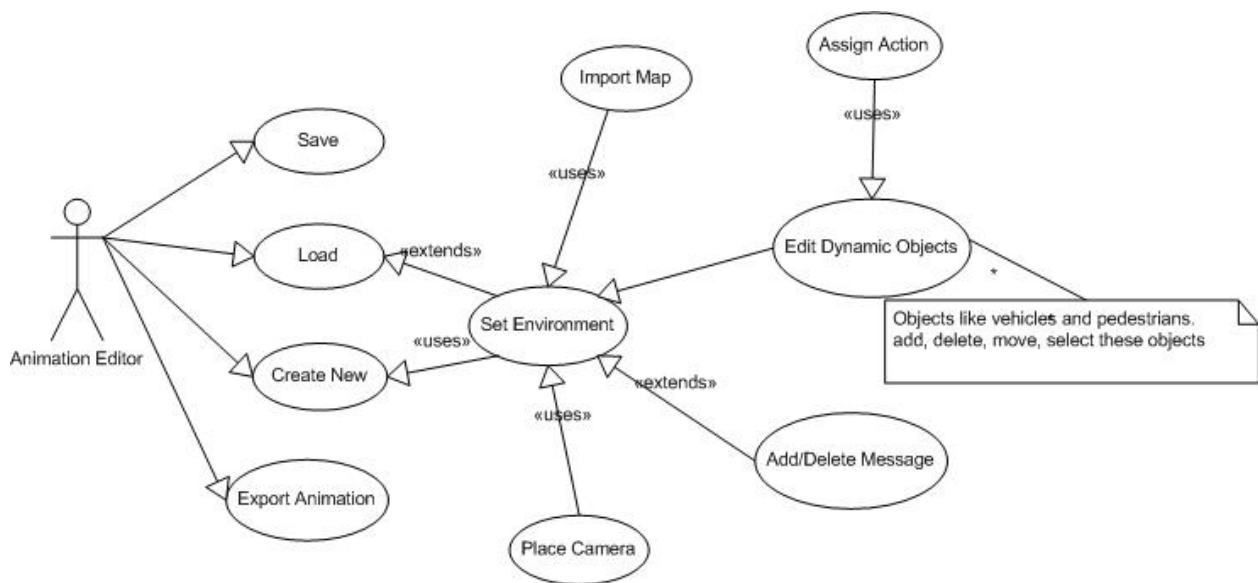 Assign Action
Import Map
«uses»
Save
«uses»
Load
«extends»
Edit Dynamic Objects
*
Set Environment
Objects like vehicles and pedestrians.
*
add, delete, move, select these objects
«uses»
Animation Editor
Create New
«extends»
«uses»
Add/Delete Message
Export Animation
Place Camera